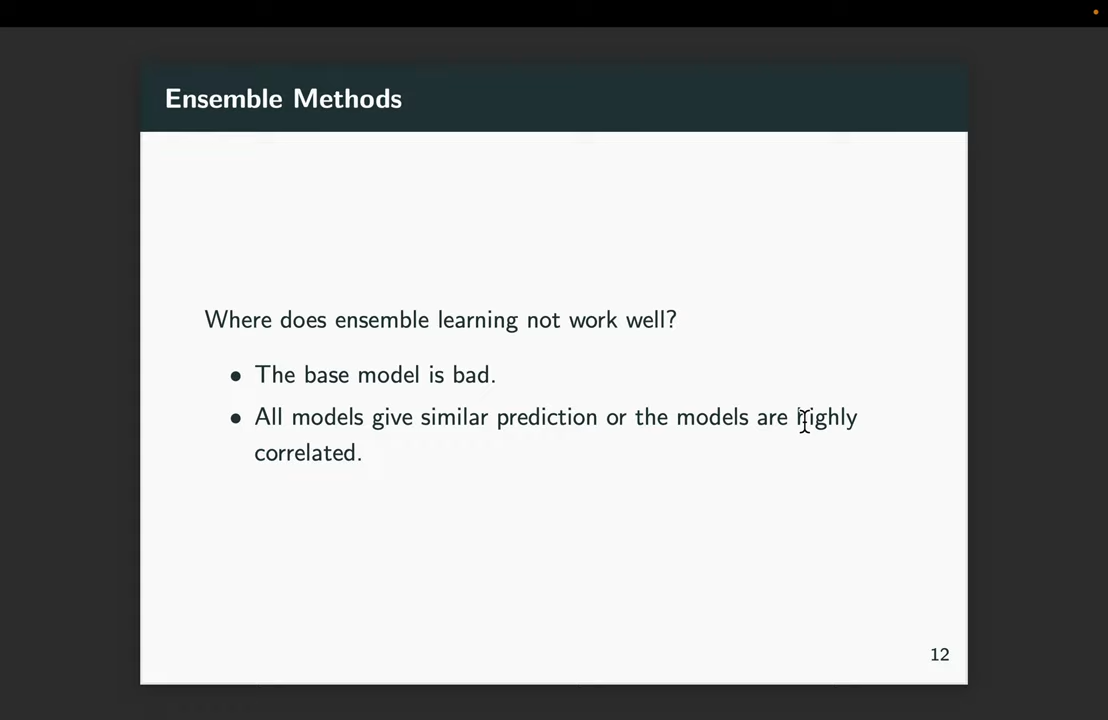 Ensemble Methods
Where does ensemble learning not work well?
• The base model is bad.
• All models give similar prediction or the models are highly
correlated.
12